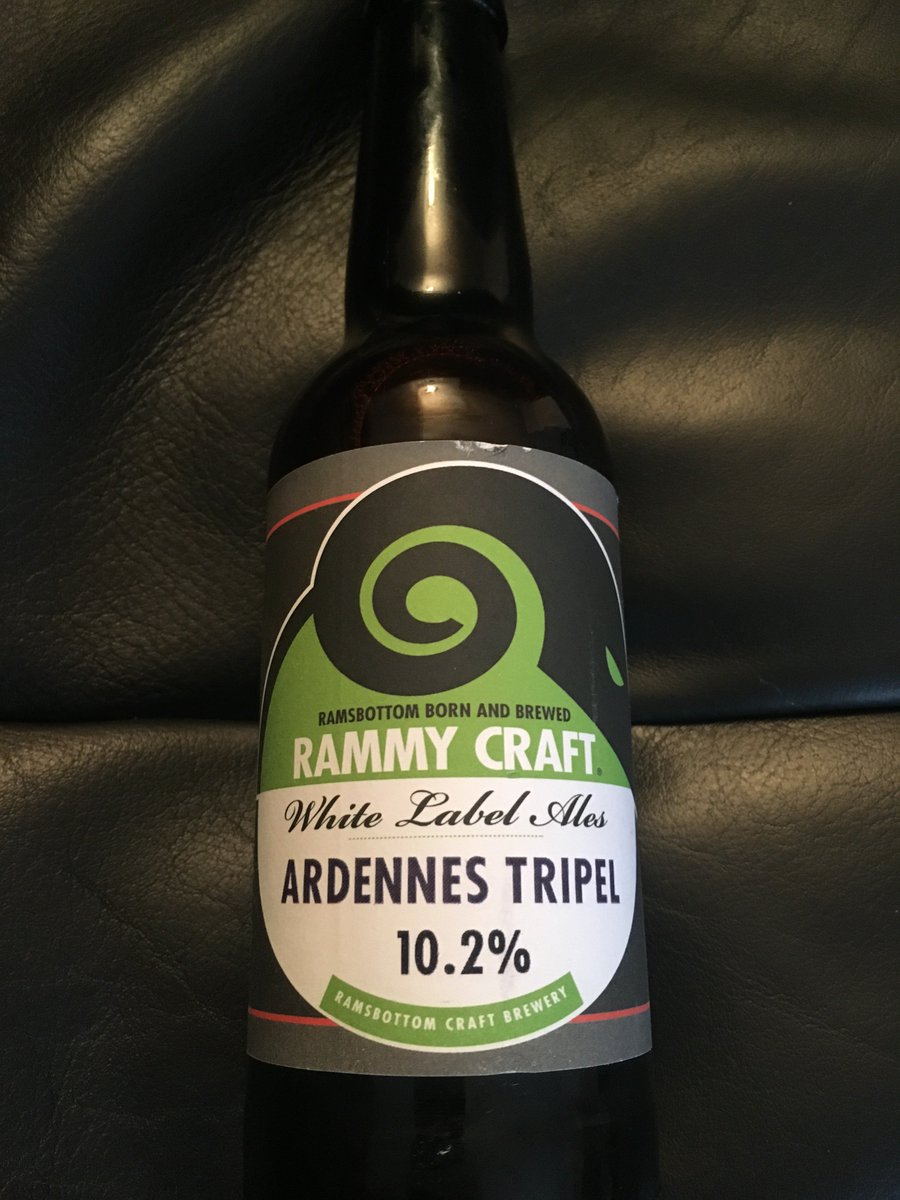 RAMSBOTTOM BORN AND BREWED
RAMMY CRAFT®
White Label Ales
ARDENNES TRIPEL
10.2%
RAMSBOTTOM CRAFT BREWERY